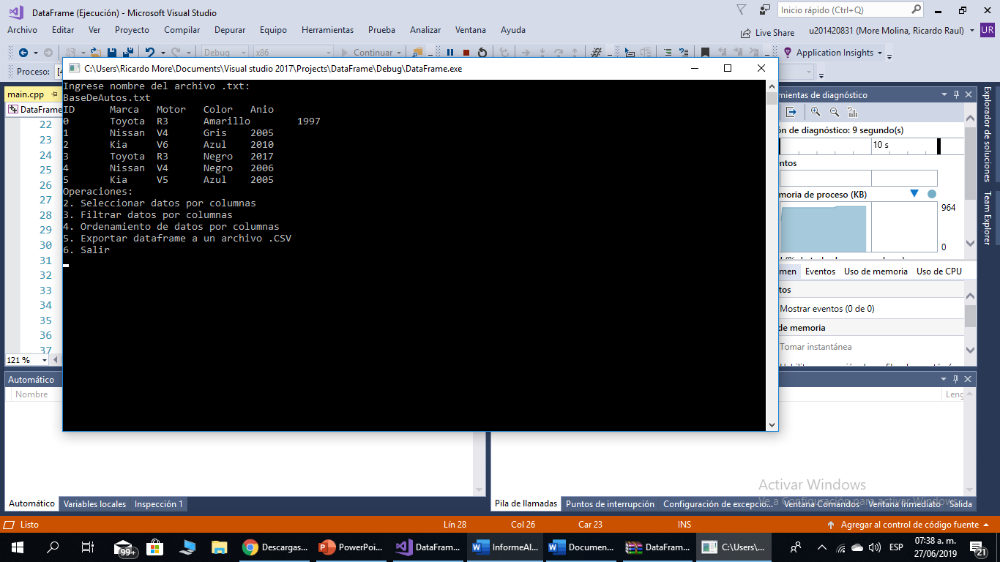 DataFrame (Ejecución) - Microsoft Visual Studio
Inicio rápido (Ctrl+Q)
Archivo Editar Ver Proyecto Compilar Depurar Equipo Herramientas Prueba Analizar Ventana Ayuda
Live Share
u201420831 (More Molina, Ricardo Raul)
UR
Debug x86 Continuar
Application Insights
Proceso:
C:\Users\Ricardo More\Documents\Visual studio 2017\Projects\DataFrame\Debug\DataFrame.exe
main.cpp
DataFrame
22
23
24
25
26
27
28
29
30
31
32
33
34
35
36
37
121 %
Ingrese nombre del archivo .txt:
BaseDeAutos.txt
ID Marca Motor Color Anio
0 Toyota R3 Amarillo 1997
1 Nissan V4 Gris 2005
2 Kia V6 Azul 2010
3 Toyota R3 Negro 2017
4 Nissan V4 Negro 2006
5 Kia V5 Azul 2005
Operaciones:
2. Seleccionar datos por columnas
3. Filtrar datos por columnas
4. Ordenamiento de datos por columnas
5. Exportar dataframe a un archivo .CSV
6. Salir
mientas de diagnóstico
ón de diagnóstico: 9 segundo(s)
10 s
ntos
moria de proceso (KB)
964
0
men Eventos Uso de memoria Uso de CPU
tos
Mostrar eventos (0 de 0)
de memoria
Tomar instantánea
Explorador de soluciones
Team Explorer
Automático
Nombre
Leng
Activar Windows
Ve a Configuración para activar Windows.
Automático Variables locales Inspección 1
Pila de llamadas Puntos de interrupción Configuración de excepcio... Ventana Comandos Ventana Inmediato Salida
Listo Lín 28 Col 26 Car 23 INS Agregar al control de código fuente
99+
Descargas... PowerPoi... DataFram... InformeAl... Documen... DataFram... C:\Users\...
ESP
07:38 a. m.
27/06/2019
21